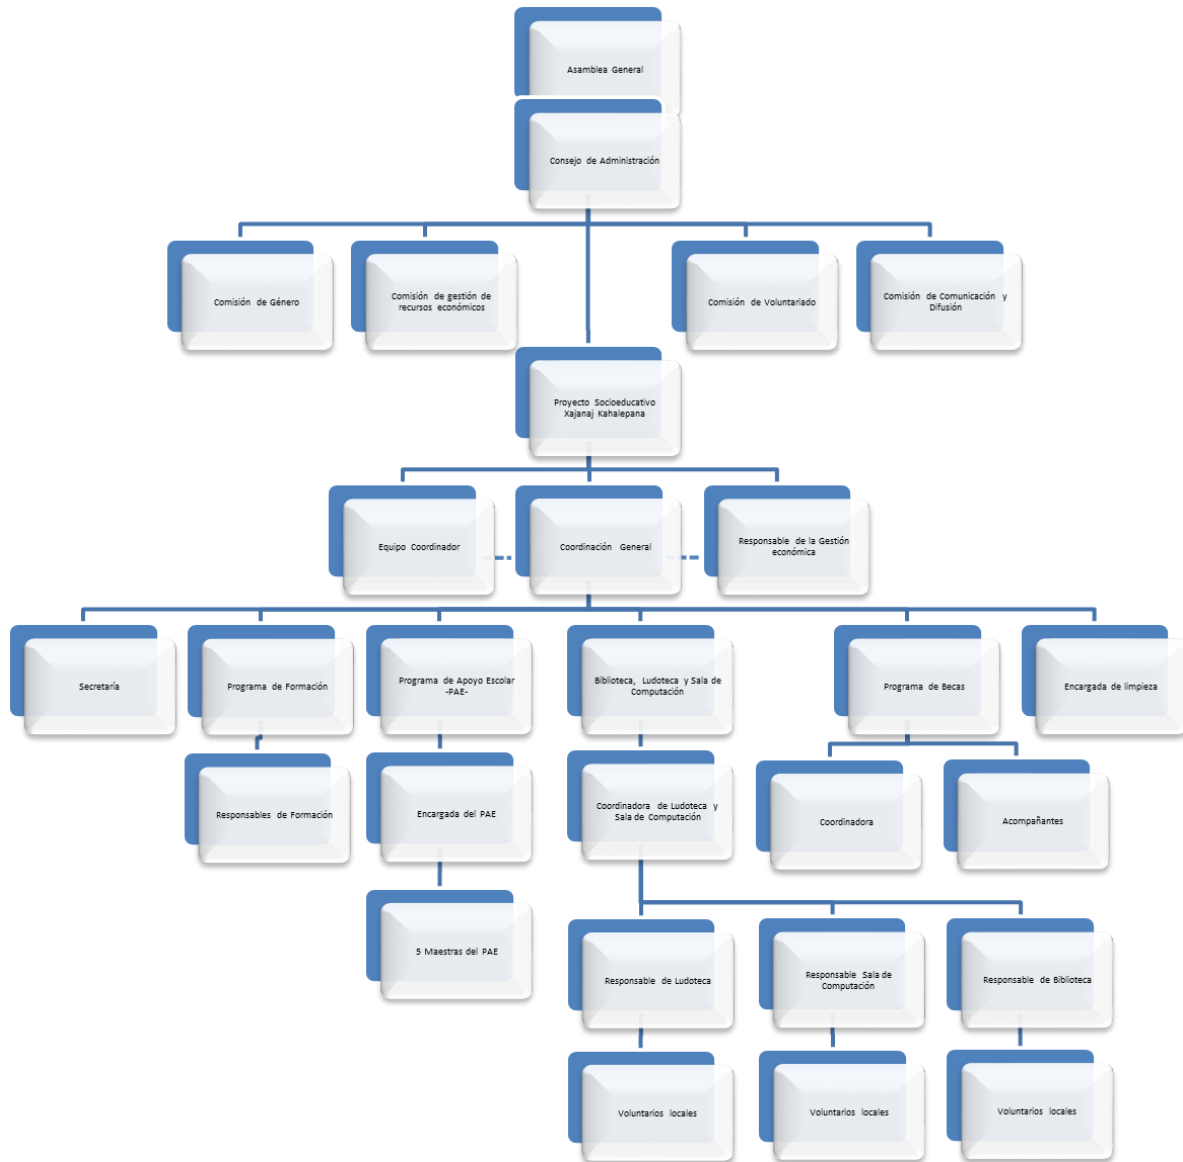 Asamblea General
Consejo de Administración
Comisión de Género
Comisión de gestión de
recursos económicos
Comisión de Voluntariado
Comisión de Comunicación y
Difusión
Proyecto Socioeducativo
Xajanaj Kahalepana
Equipo Coordinador
Coordinación General
Responsable de la Gestión
económica
Secretaría
Programa de Formación
Programa de Apoyo Escolar
-PAE-
Biblioteca, Ludoteca y Sala de
Computación
Programa de Becas
Encargada de limpieza
Responsables de Formación
Encargada del PAE
Coordinadora de Ludoteca y
Sala de Computación
Coordinadora
Acompañantes
5 Maestras del PAE
Responsable de Ludoteca
Responsable Sala de
Computación
Responsable de Biblioteca
Voluntarios locales
Voluntarios locales
Voluntarios locales